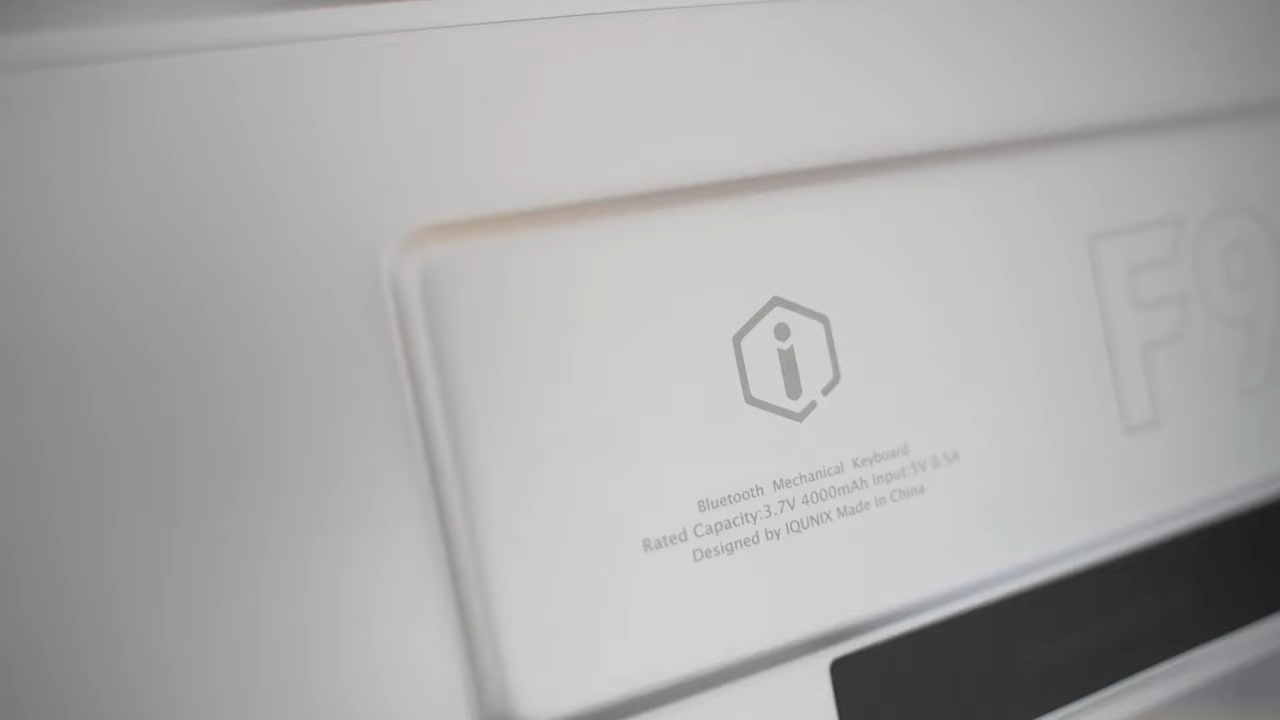 F9
Bluetooth Mechanical Keyboard
Rated Capacity:3.7V 4000mAh Input:5V 0.5A
Designed by IQUNIX Made In China